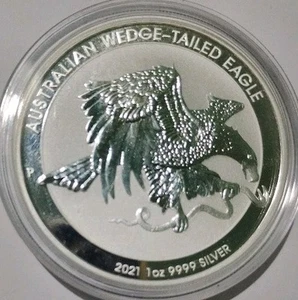 AUSTRALIAN WEDGE-TAILED EAGLE
P
2021 1oz 9999 SILVER